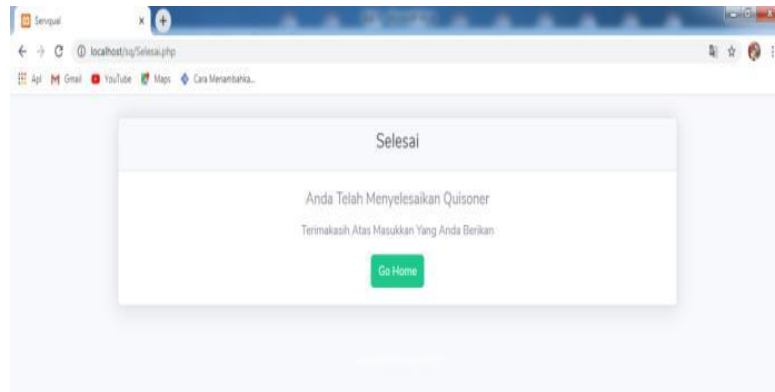 Servqual
localhost/sq/Selesai.php
Apl Gmail YouTube Maps Cara Menambahka...
Selesai
Anda Telah Menyelesaikan Quisoner
Terimakasih Atas Masukkan Yang Anda Berikan
Go Home